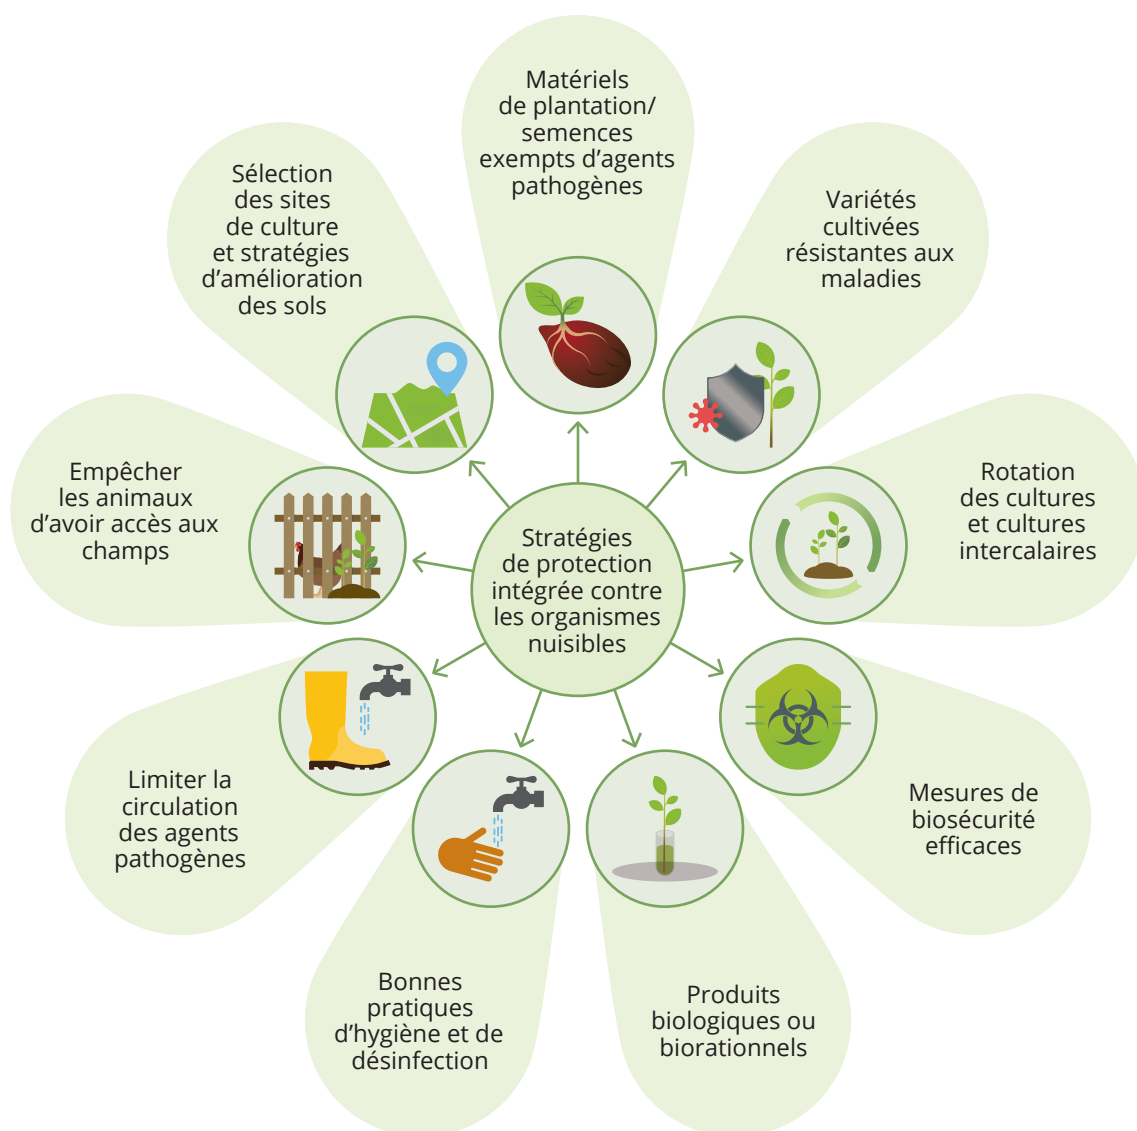 Matériels
de plantation/
semences
exempts d'agents
pathogènes
Variétés
cultivées
résistantes aux
maladies
Rotation
des cultures
et cultures
intercalaires
Mesures de
biosécurité
efficaces
Produits
biologiques ou
biorationnels
Bonnes
pratiques
d'hygiène et de
désinfection
Limiter la
circulation
des agents
pathogènes
Empêcher
les animaux
d'avoir accès aux
champs
Sélection
des sites
de culture
et stratégies
d'amélioration
des sols
Stratégies
de protection
intégrée contre
les organismes
nuisibles